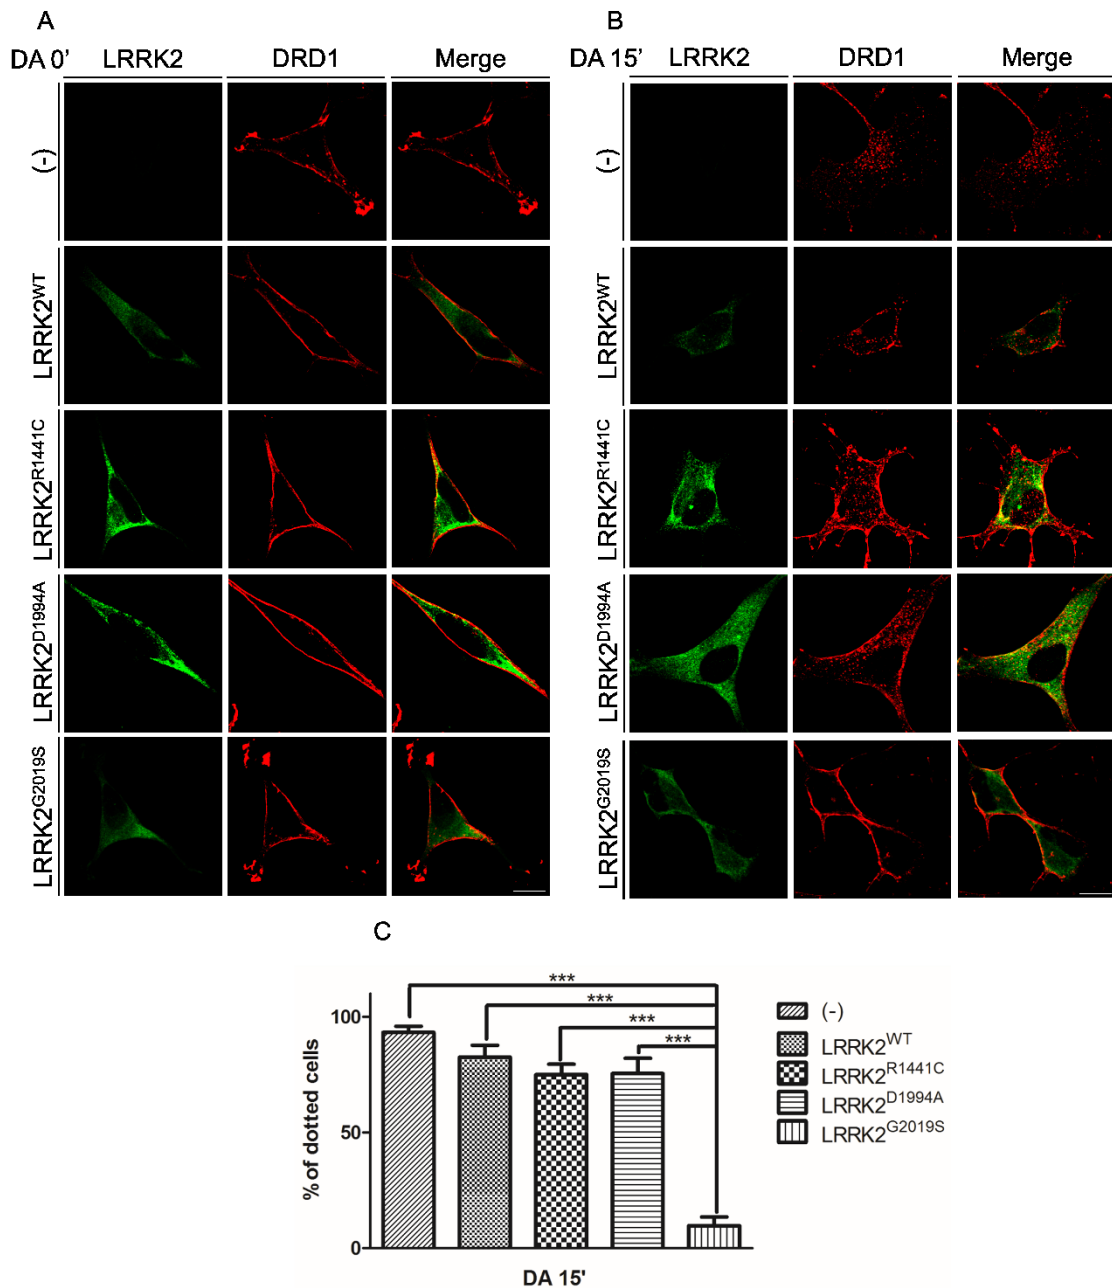 A
DA 0' LRRK2 DRD1 Merge
(-)
LRRK2WT
LRRK2R1441C
LRRK2D1994A
LRRK2G2019S
B
DA 15' LRRK2 DRD1 Merge
(-)
LRRK2WT
LRRK2R1441C
LRRK2D1994A
LRRK2G2019S
C
***
***
***
***
100
50
0
% of dotted cells
DA 15'
(-)
LRRK2WT
LRRK2R1441C
LRRK2D1994A
LRRK2G2019S